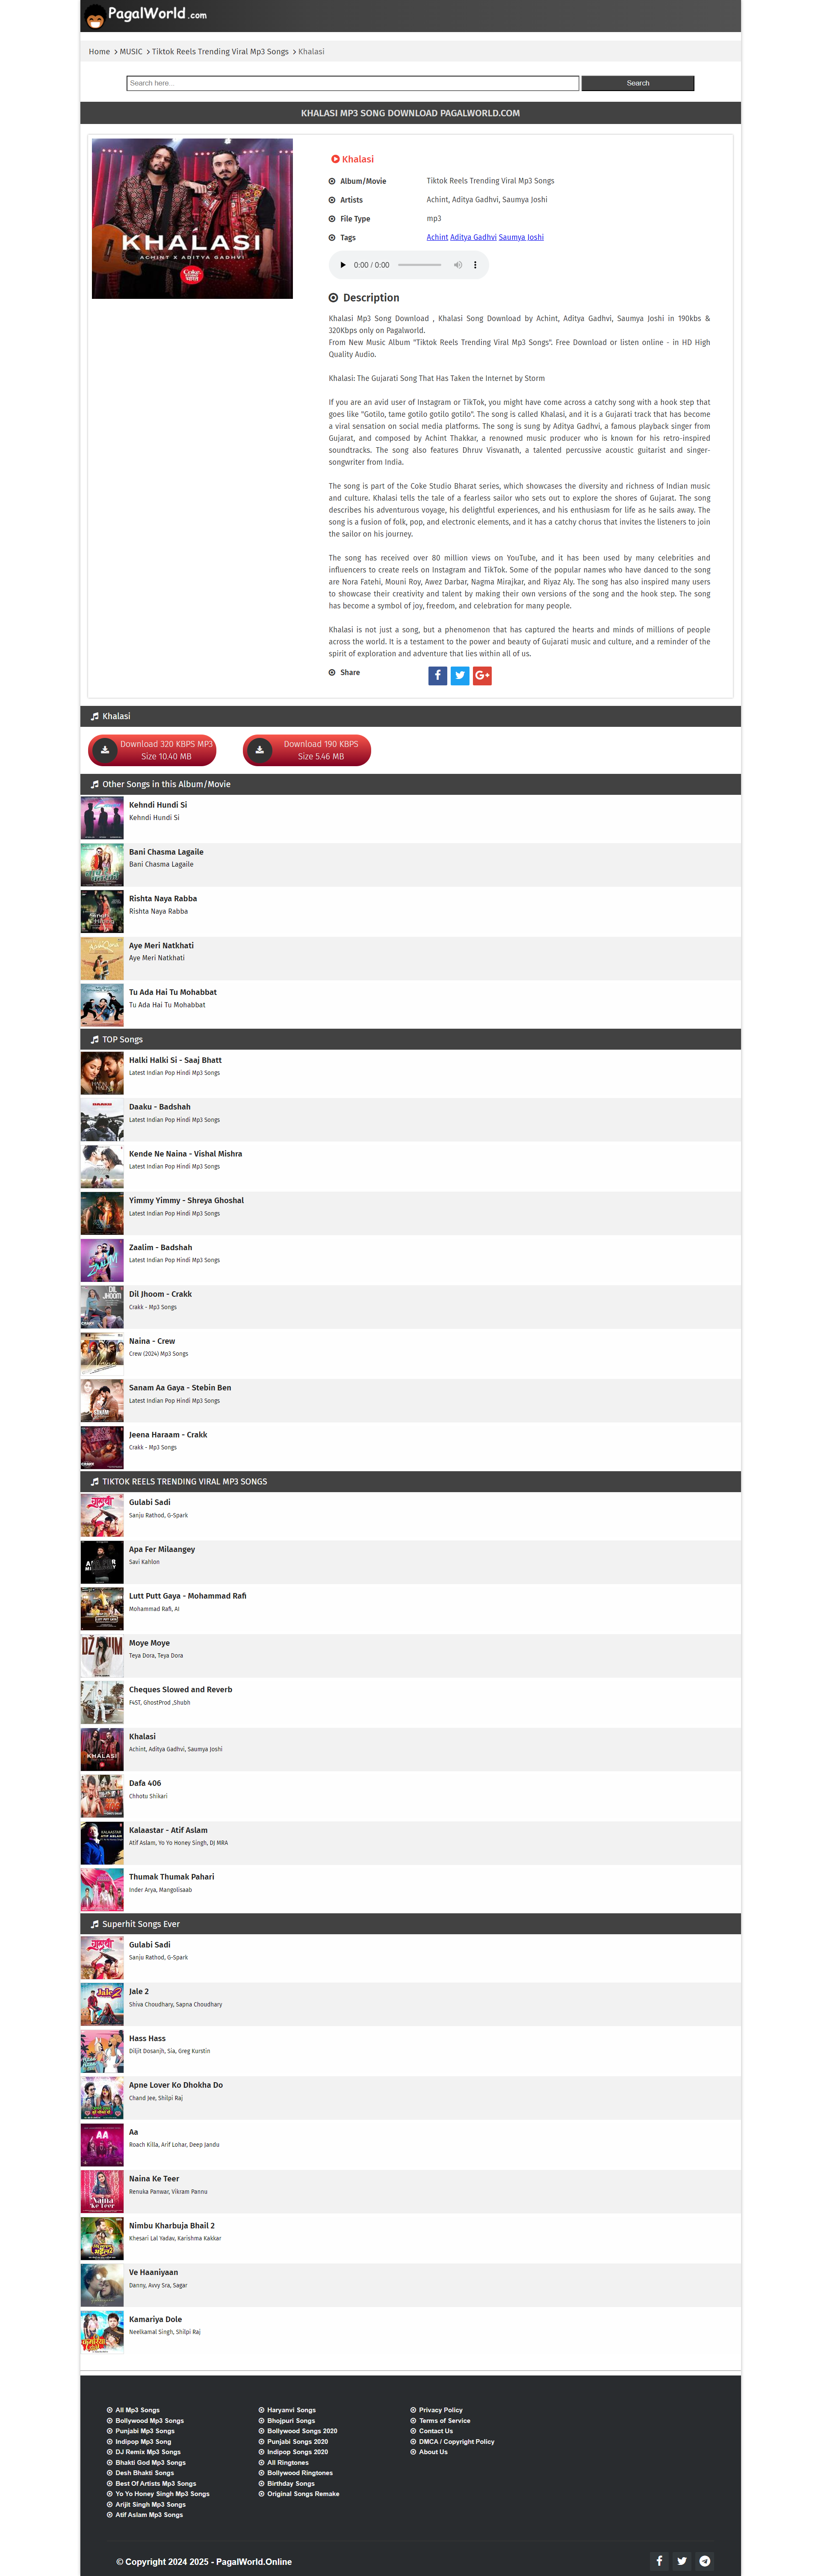 PagalWorld.com
Home > MUSIC > Tiktok Reels Trending Viral Mp3 Songs > Khalasi
Search here...
Search
KHALASI MP3 SONG DOWNLOAD PAGALWORLD.COM
KHALASI
ACHINT X ADITYA GADHVI
Khalasi
Album/Movie Tiktok Reels Trending Viral Mp3 Songs
Artists Achint, Aditya Gadhvi, Saumya Joshi
File Type mp3
Tags Achint Aditya Gadhvi Saumya Joshi
0:00 / 0:00
Description
Khalasi Mp3 Song Download , Khalasi Song Download by Achint, Aditya Gadhvi, Saumya Joshi in 190kbs &
320Kbps only on Pagalworld.
From New Music Album "Tiktok Reels Trending Viral Mp3 Songs". Free Download or listen online - in HD High
Quality Audio.
Khalasi: The Gujarati Song That Has Taken the Internet by Storm
If you are an avid user of Instagram or TikTok, you might have come across a catchy song with a hook step that
goes like "Gotilo, tame gotilo gotilo gotilo". The song is called Khalasi, and it is a Gujarati track that has become
a viral sensation on social media platforms. The song is sung by Aditya Gadhvi, a famous playback singer from
Gujarat, and composed by Achint Thakkar, a renowned music producer who is known for his retro-inspired
soundtracks. The song also features Dhruv Visvanath, a talented percussive acoustic guitarist and singer-
songwriter from India.
The song is part of the Coke Studio Bharat series, which showcases the diversity and richness of Indian music
and culture. Khalasi tells the tale of a fearless sailor who sets out to explore the shores of Gujarat. The song
describes his adventurous voyage, his delightful experiences, and his enthusiasm for life as he sails away. The
song is a fusion of folk, pop, and electronic elements, and it has a catchy chorus that invites the listeners to join
the sailor on his journey.
The song has received over 80 million views on YouTube, and it has been used by many celebrities and
influencers to create reels on Instagram and TikTok. Some of the popular names who have danced to the song
are Nora Fatehi, Mouni Roy, Awez Darbar, Nagma Mirajkar, and Riyaz Aly. The song has also inspired many users
to showcase their creativity and talent by making their own versions of the song and the hook step. The song
has become a symbol of joy, freedom, and celebration for many people.
Khalasi is not just a song, but a phenomenon that has captured the hearts and minds of millions of people
across the world. It is a testament to the power and beauty of Gujarati music and culture, and a reminder of the
spirit of exploration and adventure that lies within all of us.
Share
Khalasi
Download 320 KBPS MP3
Size 10.40 MB
Download 190 KBPS
Size 5.46 MB
Other Songs in this Album/Movie
Kehndi Hundi Si
Kehndi Hundi Si
Bani Chasma Lagaile
Bani Chasma Lagaile
Rishta Naya Rabba
Rishta Naya Rabba
Aye Meri Natkhati
Aye Meri Natkhati
Tu Ada Hai Tu Mohabbat
Tu Ada Hai Tu Mohabbat
TOP Songs
Halki Halki Si - Saaj Bhatt
Latest Indian Pop Hindi Mp3 Songs
Daaku - Badshah
Latest Indian Pop Hindi Mp3 Songs
Kende Ne Naina - Vishal Mishra
Latest Indian Pop Hindi Mp3 Songs
Yimmy Yimmy - Shreya Ghoshal
Latest Indian Pop Hindi Mp3 Songs
Zaalim - Badshah
Latest Indian Pop Hindi Mp3 Songs
Dil Jhoom - Crakk
Crakk - Mp3 Songs
Naina - Crew
Crew (2024) Mp3 Songs
Sanam Aa Gaya - Stebin Ben
Latest Indian Pop Hindi Mp3 Songs
Jeena Haraam - Crakk
Crakk - Mp3 Songs
TIKTOK REELS TRENDING VIRAL MP3 SONGS
Gulabi Sadi
Sanju Rathod, G-Spark
Apa Fer Milaangey
Savi Kahlon
Lutt Putt Gaya - Mohammad Rafi
Mohammad Rafi, AI
Moye Moye
Teya Dora, Teya Dora
Cheques Slowed and Reverb
F4ST, GhostProd ,Shubh
Khalasi
Achint, Aditya Gadhvi, Saumya Joshi
Dafa 406
Chhotu Shikari
Kalaastar - Atif Aslam
Atif Aslam, Yo Yo Honey Singh, DJ MRA
Thumak Thumak Pahari
Inder Arya, Mangolisaab
Superhit Songs Ever
Gulabi Sadi
Sanju Rathod, G-Spark
Jale 2
Shiva Choudhary, Sapna Choudhary
Hass Hass
Diljit Dosanjh, Sia, Greg Kurstin
Apne Lover Ko Dhokha Do
Chand Jee, Shilpi Raj
Aa
Roach Killa, Arif Lohar, Deep Jandu
Naina Ke Teer
Renuka Panwar, Vikram Pannu
Nimbu Kharbuja Bhail 2
Khesari Lal Yadav, Karishma Kakkar
Ve Haaniyaan
Danny, Avvy Sra, Sagar
Kamariya Dole
Neelkamal Singh, Shilpi Raj
All Mp3 Songs
Bollywood Mp3 Songs
Punjabi Mp3 Songs
Indipop Mp3 Song
DJ Remix Mp3 Songs
Bhakti God Mp3 Songs
Desh Bhakti Songs
Best Of Artists Mp3 Songs
Yo Yo Honey Singh Mp3 Songs
Arijit Singh Mp3 Songs
Atif Aslam Mp3 Songs
Haryanvi Songs
Bhojpuri Songs
Bollywood Songs 2020
Punjabi Songs 2020
Indipop Songs 2020
All Ringtones
Bollywood Ringtones
Birthday Songs
Original Songs Remake
Privacy Policy
Terms of Service
Contact Us
DMCA / Copyright Policy
About Us
© Copyright 2024 2025 - PagalWorld.Online